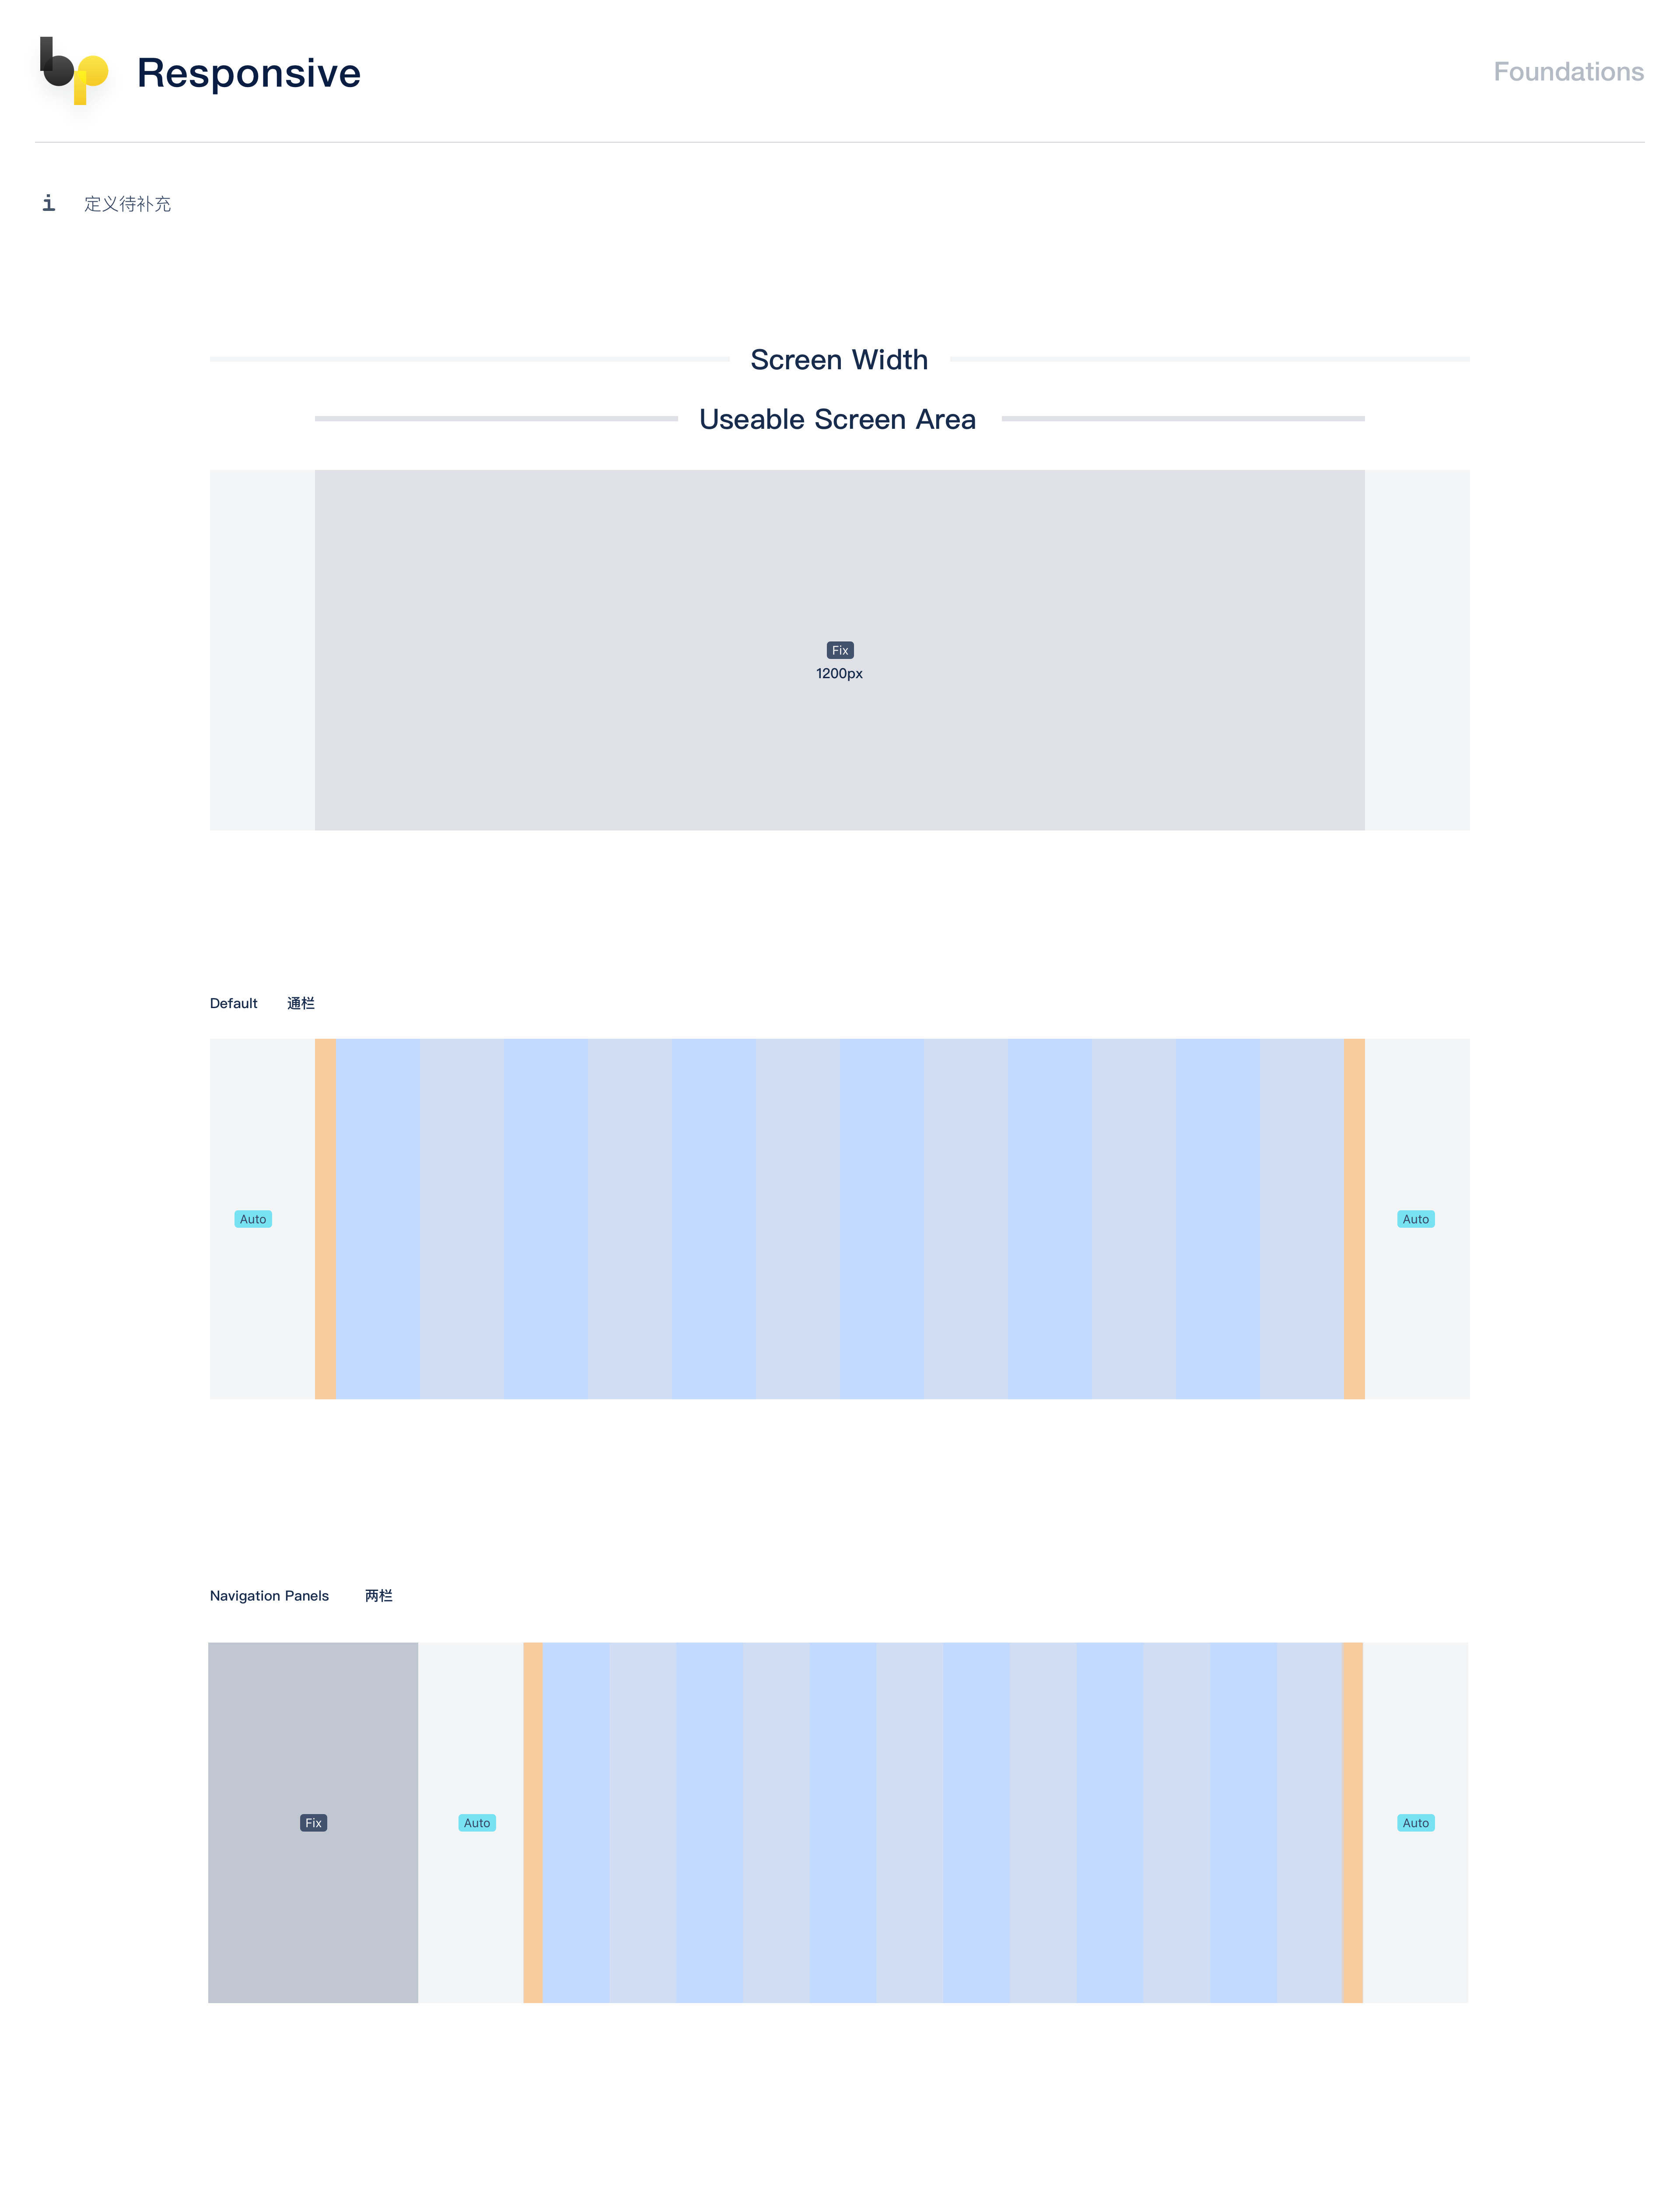 bp
Responsive
Foundations
i 定义待补充
Screen Width
Useable Screen Area
Fix
1200px
Default 通栏
Auto
Auto
Navigation Panels 两栏
Fix
Auto
Auto